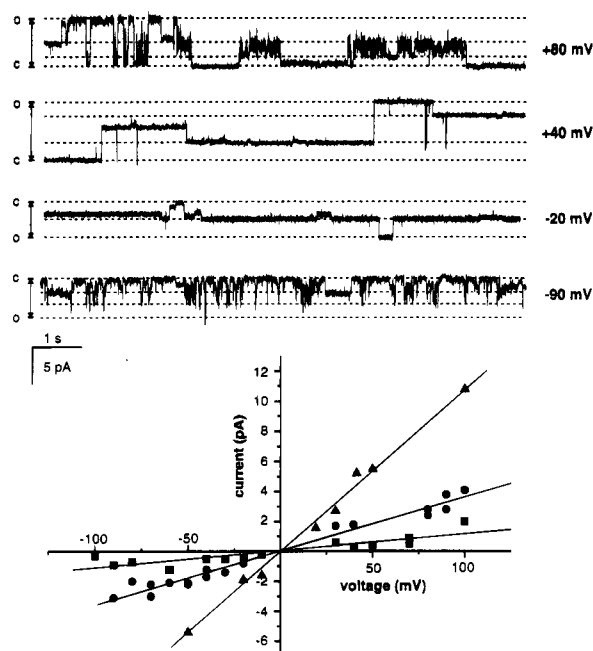 O
C
+80 mV
O
C
+40 mV
C
O
-20 mV
C
O
-90 mV
1 s
5 pA
12
10
8
6
4
2
-2
-4
-6
current (pA)
-100
-50
50
100
voltage (mV)